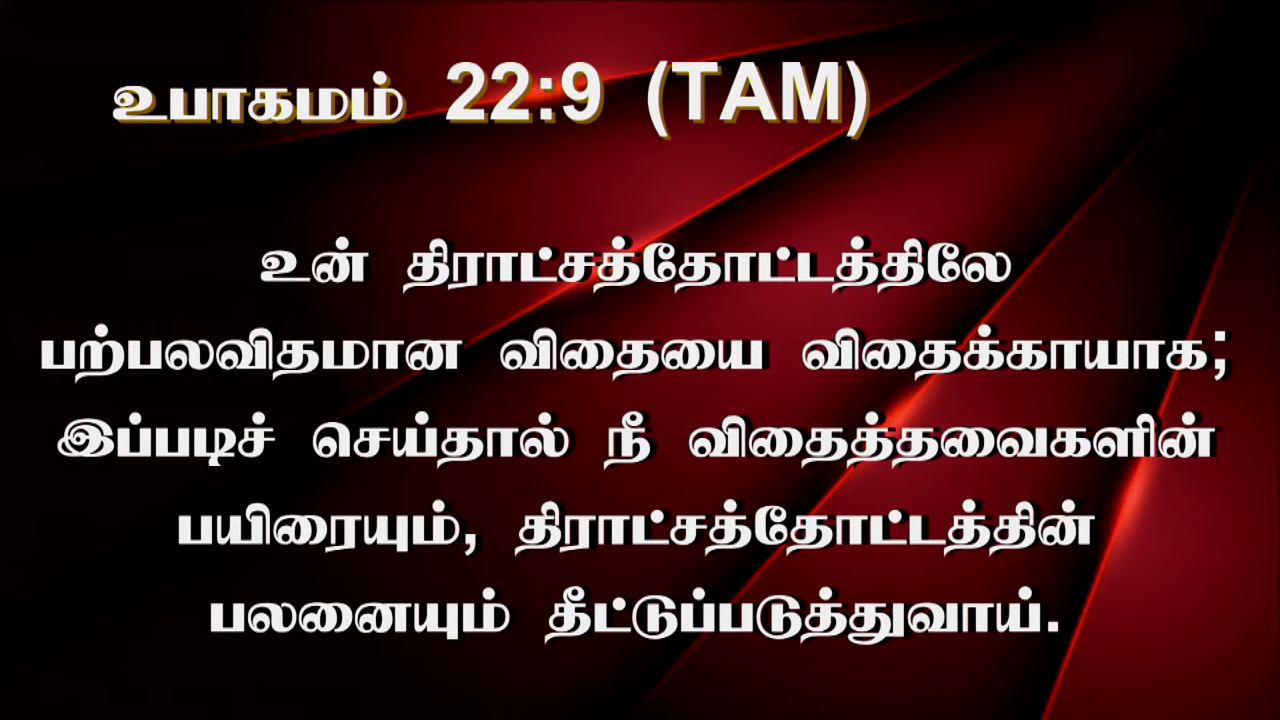 உபாகமம் 22:9 (TAM)
உன் திராட்சத்தோட்டத்திலே
பற்பலவிதமான விதையை விதைக்காயாக;
இப்படிச் செய்தால் நீ விதைத்தவைகளின்
பயிரையும், திராட்சத்தோட்டத்தின்
பலனையும் தீட்டுப்படுத்துவாய்.